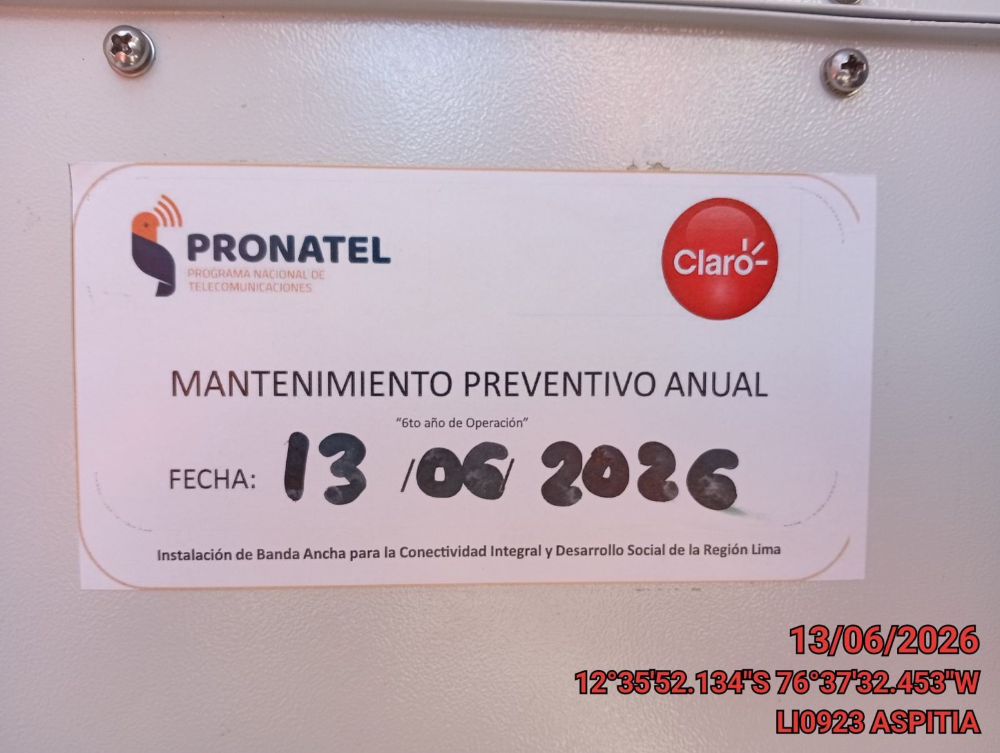 PRONATEL
PROGRAMA NACIONAL DE
TELECOMUNICACIONES
Claro
MANTENIMIENTO PREVENTIVO ANUAL
“6to año de Operación”
FECHA: 13 /06/ 2026
Instalación de Banda Ancha para la Conectividad Integral y Desarrollo Social de la Región Lima
13/06/2026
12°35'52.134"S 76°37'32.453"W
LI0923 ASPITIA